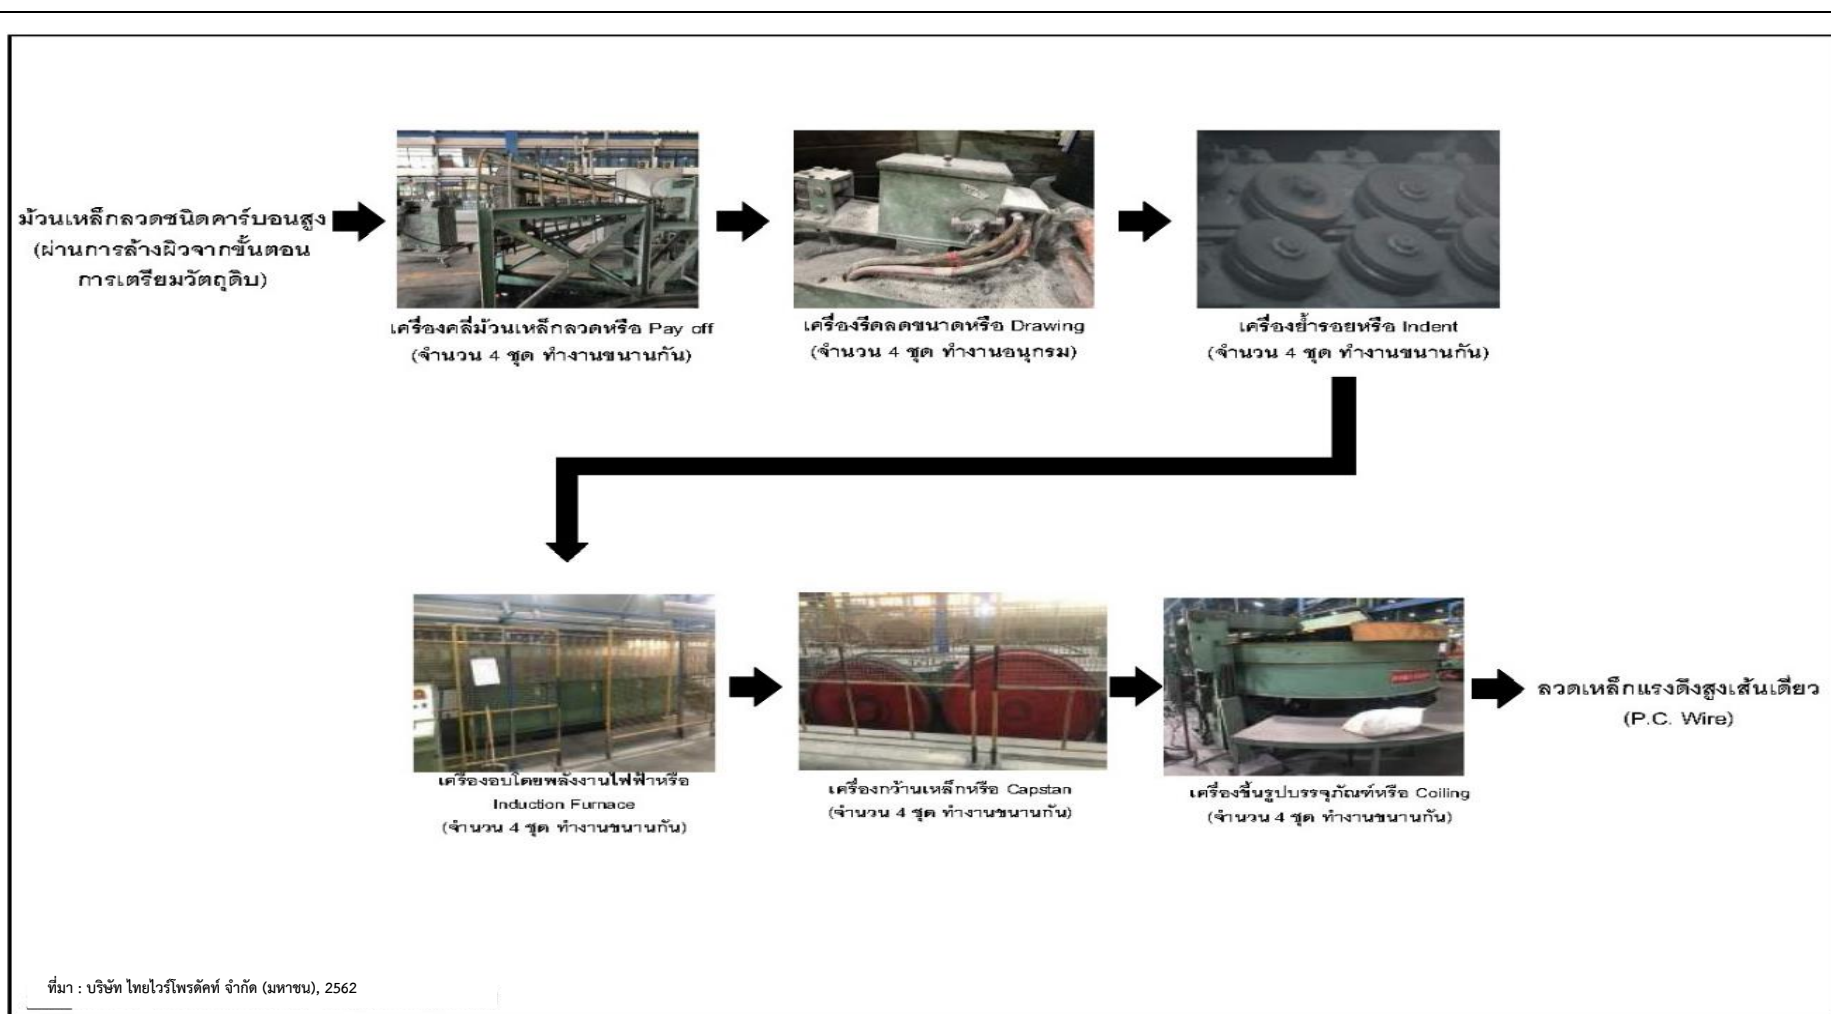 ม้วนเหล็กลวดชนิดคาร์บอนสูง
(ผ่านการล้างผิวจากขั้นตอน
การเตรียมวัตถุดิบ)
เครื่องคลี่ม้วนเหล็กลวดหรือ Pay off
(จำนวน 4 ชุด ทำงานขนานกัน)
เครื่องรีดลดขนาดหรือ Drawing
(จำนวน 4 ชุด ทำงานอนุกรม)
เครื่องย้ำรอยหรือ Indent
(จำนวน 4 ชุด ทำงานขนานกัน)
เครื่องอบโดยพลังงานไฟฟ้าหรือ
Induction Furnace
(จำนวน 4 ชุด ทำงานขนานกัน)
เครื่องกว้านเหล็กหรือ Capstan
(จำนวน 4 ชุด ทำงานขนานกัน)
เครื่องขึ้นรูปบรรจุภัณฑ์หรือ Coiling
(จำนวน 4 ชุด ทำงานขนานกัน)
ลวดเหล็กแรงดึงสูงเส้นเดี่ยว
(P.C. Wire)
ที่มา : บริษัท ไทยไวร์โพรดัคท์ จำกัด (มหาชน), 2562